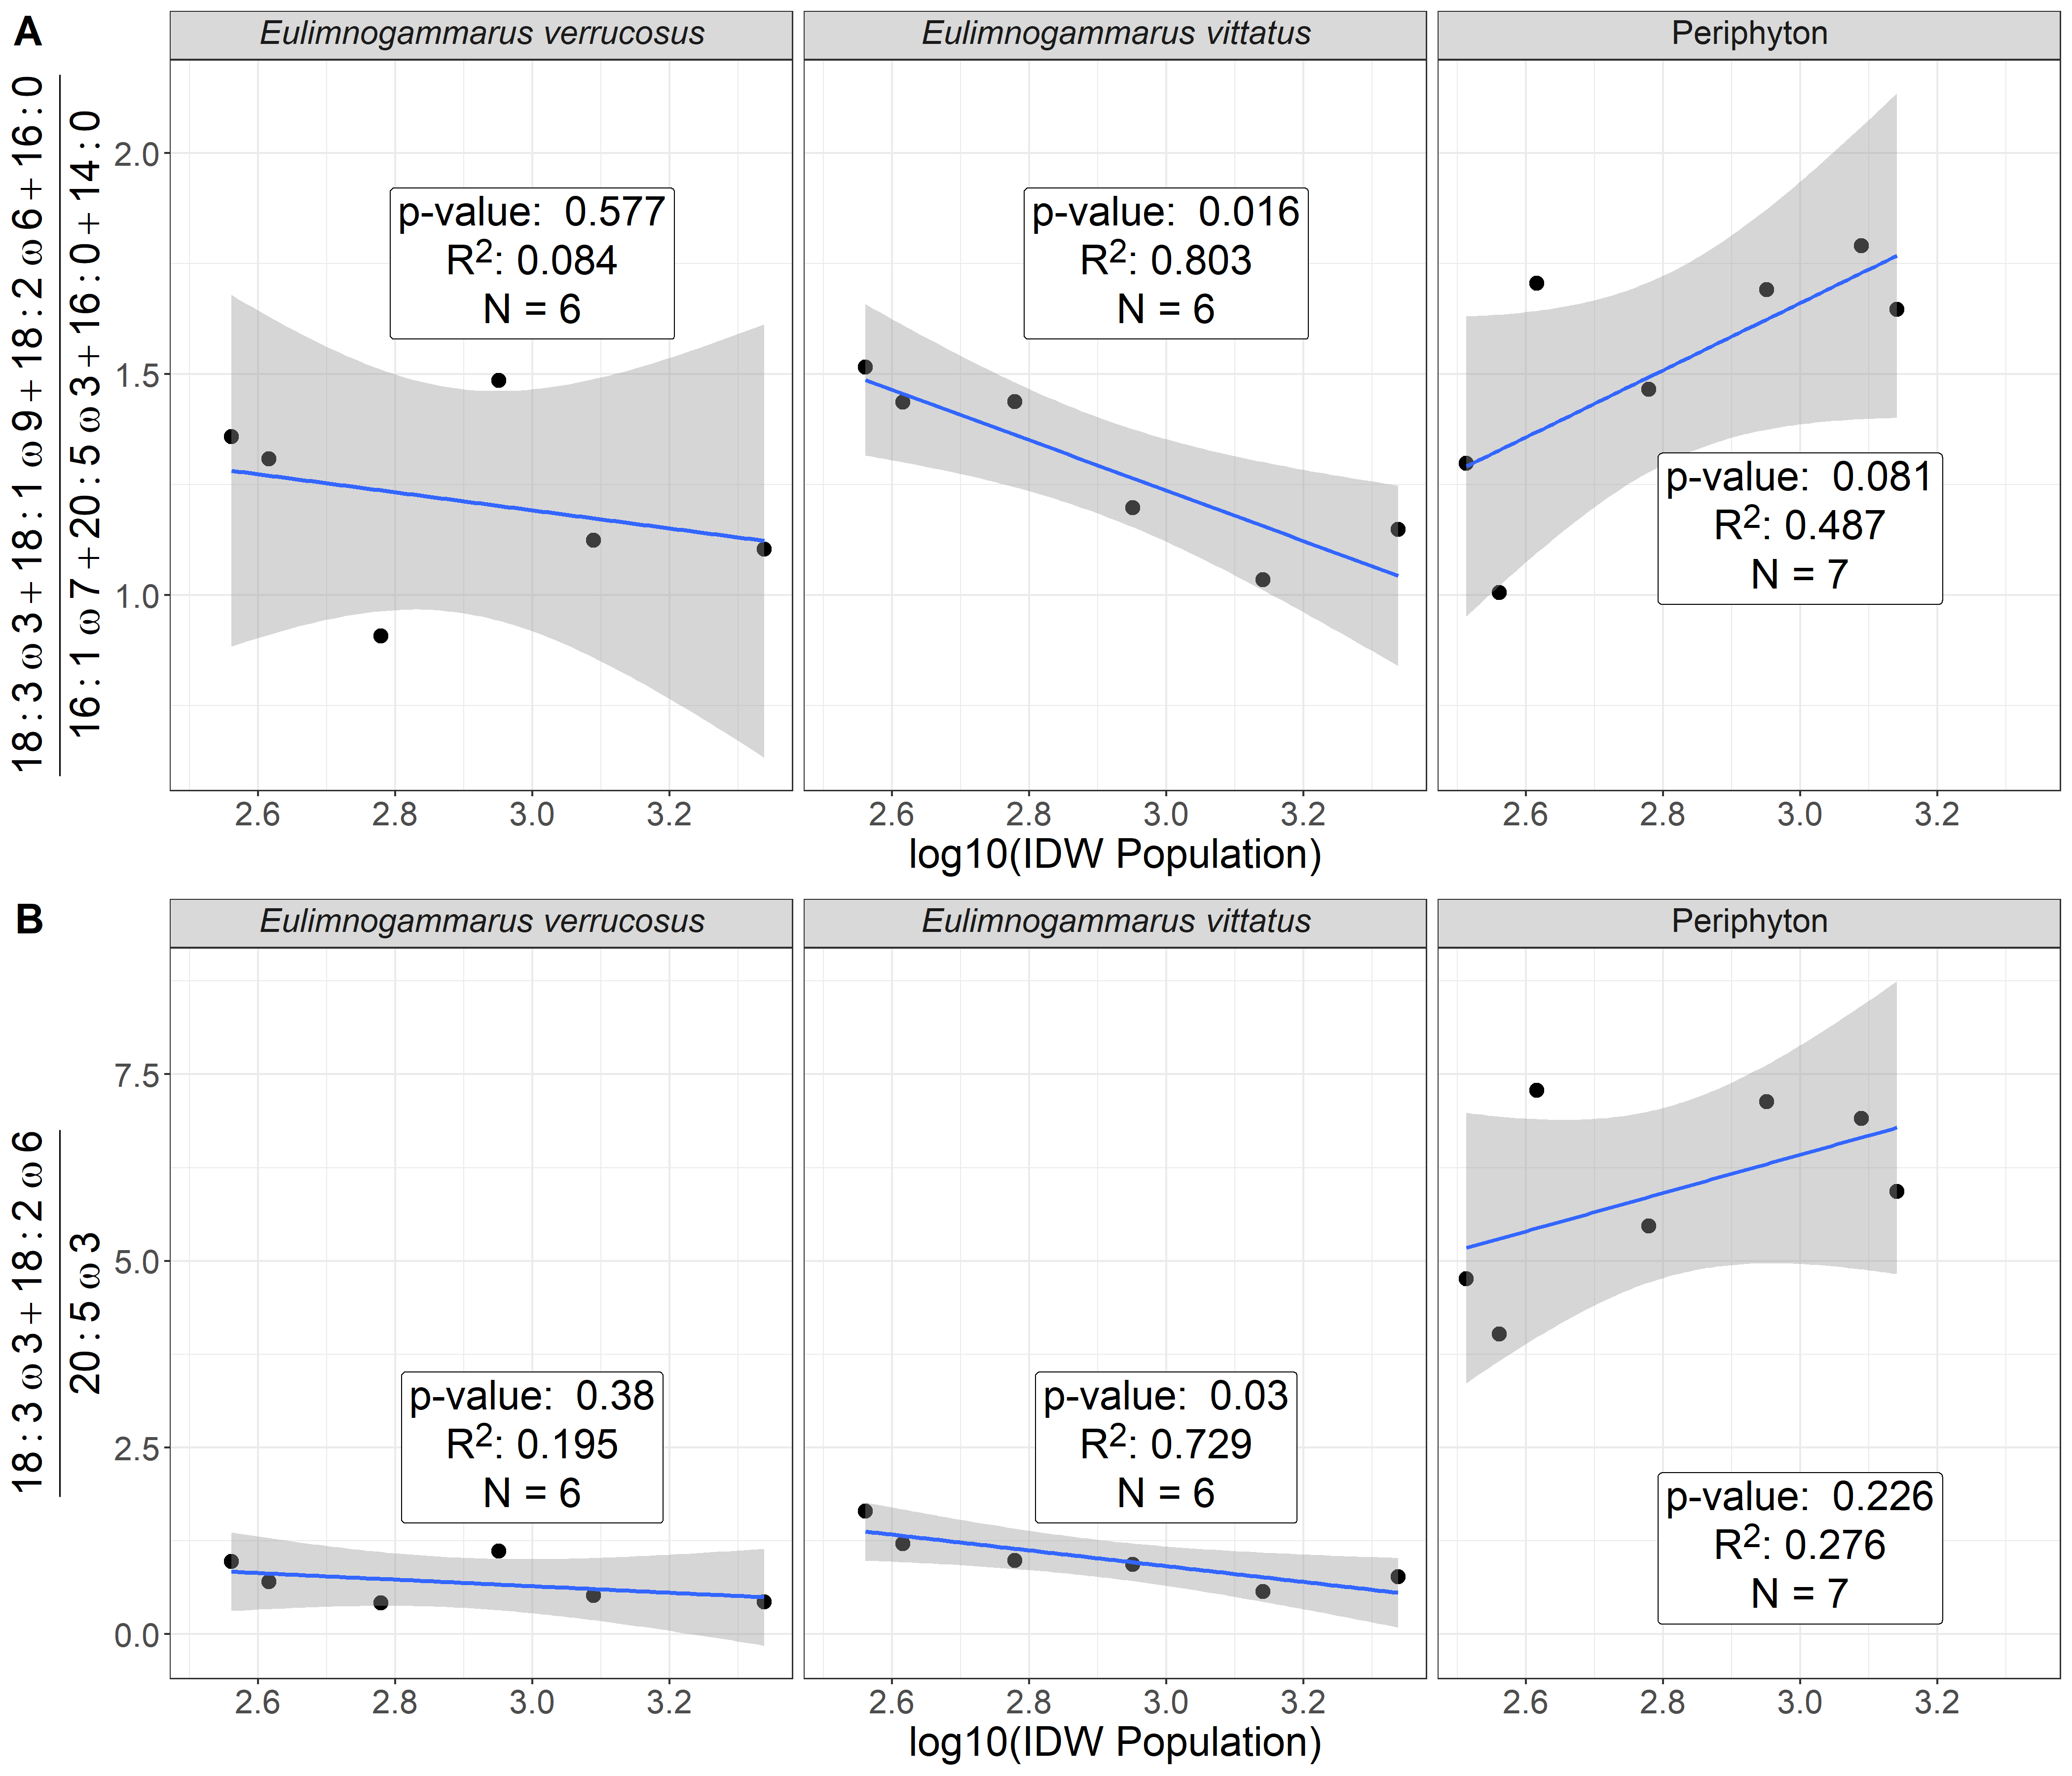 A
Eulimnogammarus verrucosus
Eulimnogammarus vittatus
Periphyton
18:3ω3+18:1ω9+18:2ω6+16:0
16:1ω7+20:5ω3+16:0+14:0
2.0
1.5
1.0
p-value: 0.577
R²: 0.084
N = 6
p-value: 0.016
R²: 0.803
N = 6
p-value: 0.081
R²: 0.487
N = 7
2.6 2.8 3.0 3.2
2.6 2.8 3.0 3.2
2.6 2.8 3.0 3.2
log10(IDW Population)
B
Eulimnogammarus verrucosus
Eulimnogammarus vittatus
Periphyton
18:3ω3+18:2ω6
20:5ω3
7.5
5.0
2.5
0.0
p-value: 0.38
R²: 0.195
N = 6
p-value: 0.03
R²: 0.729
N = 6
p-value: 0.226
R²: 0.276
N = 7
2.6 2.8 3.0 3.2
2.6 2.8 3.0 3.2
2.6 2.8 3.0 3.2
log10(IDW Population)